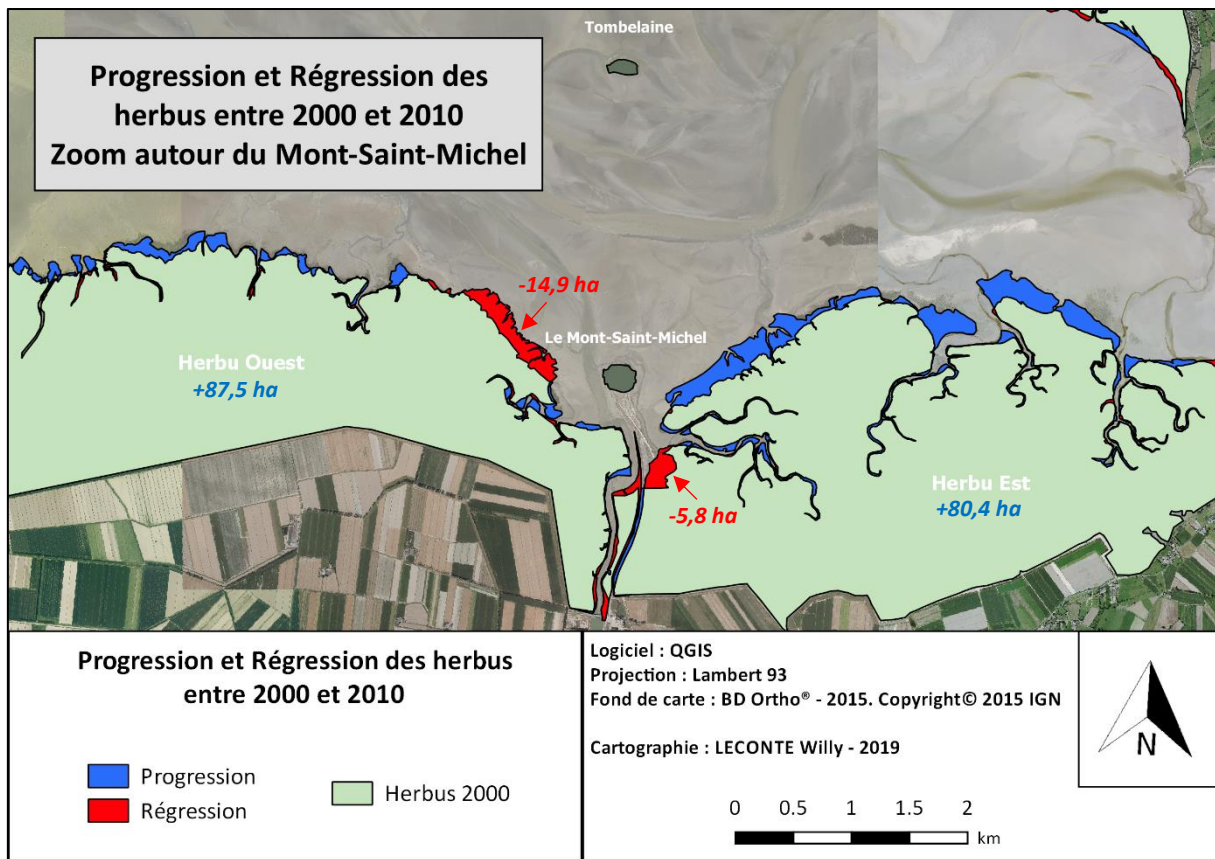 Tombelaine
Progression et Régression des
herbus entre 2000 et 2010
Zoom autour du Mont-Saint-Michel
-14,9 ha
Le Mont-Saint-Michel
Herbu Ouest
+87,5 ha
Herbu Est
+80,4 ha
-5,8 ha
Progression et Régression des herbus
entre 2000 et 2010
Progression
Régression
Herbus 2000
Logiciel : QGIS
Projection : Lambert 93
Fond de carte : BD Ortho® - 2015. Copyright© 2015 IGN
Cartographie : LECONTE Willy - 2019
N
0 0.5 1 1.5 2
km